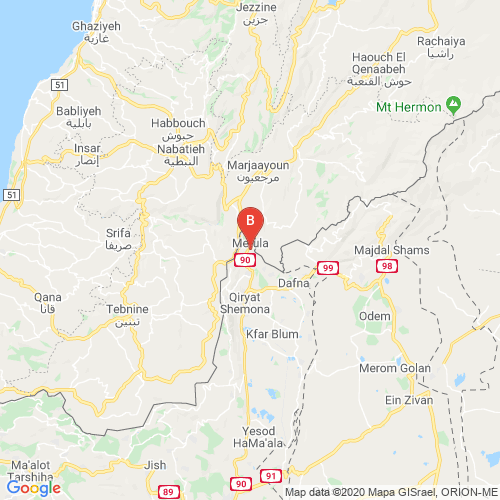 Jezzine
جزين
Ghaziyeh
غازية
Rachaiya
راشيا
Haouch El
Qenaabeh
حوش القنعبة
51
Mt Hermon
Babliyeh
بابلية
Habbouch
حبوش
Nabatieh
النبطية
Insar
إنصار
Marjaayoun
مرجعيون
51
B
Srifa
صريفا
Metula
90
Majdal Shams
99
98
Dafna
Qana
قانا
Tebnine
تبنين
Qiryat
Shemona
Odem
Kfar Blum
Merom Golan
Ein Zivan
Yesod
HaMa'ala
Ma'alot
Tarshiha
Jish
91
90
89
Google
Map data ©2020 Mapa GISrael, ORION-ME